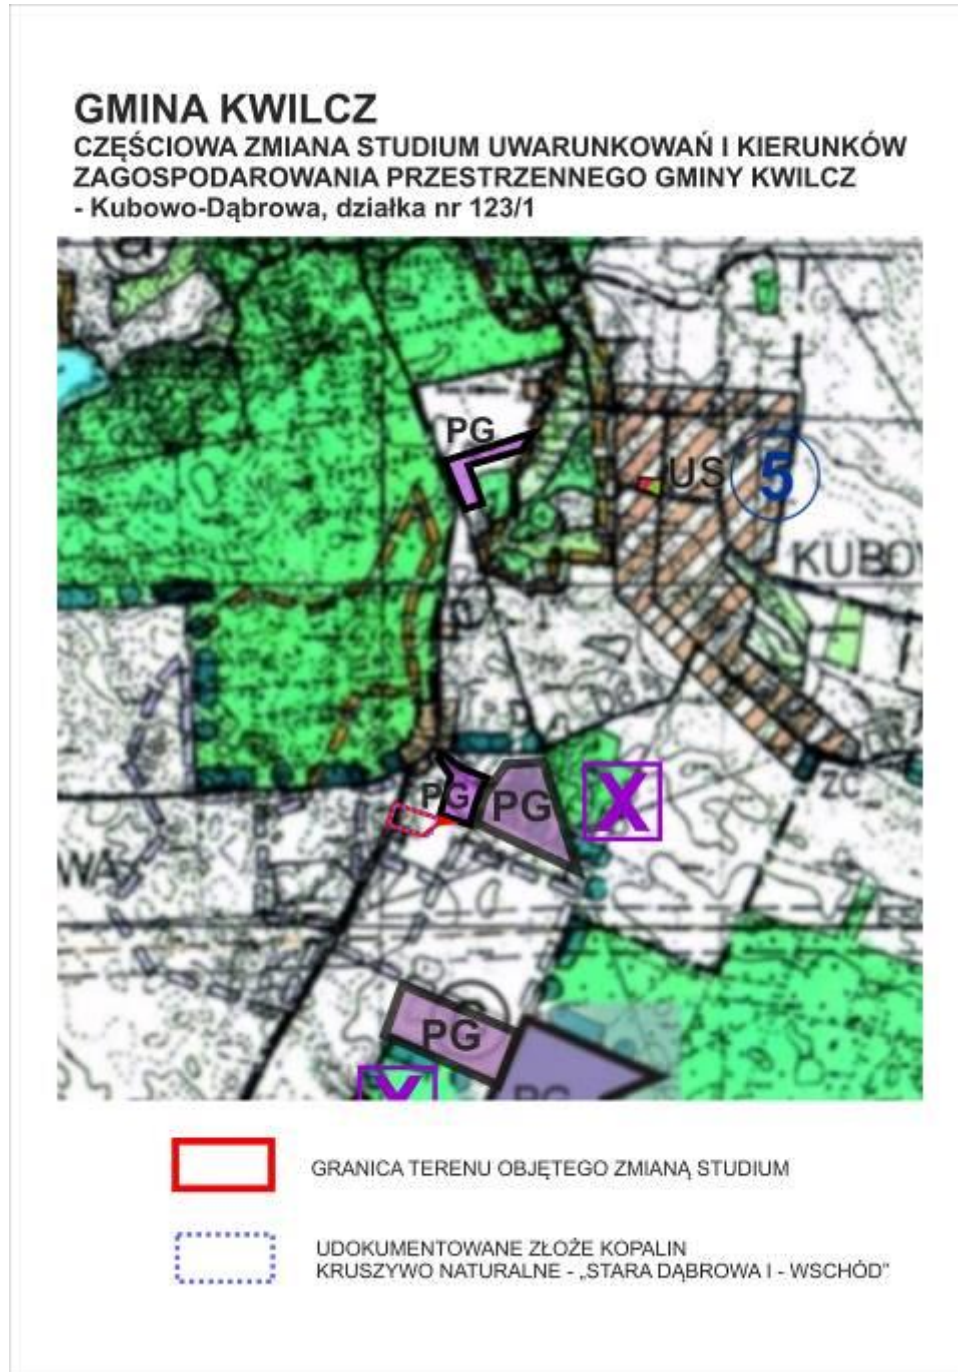 GMINA KWILCZ
CZĘŚCIOWA ZMIANA STUDIUM UWARUNKOWAŃ I KIERUNKÓW
ZAGOSPODAROWANIA PRZESTRZENNEGO GMINY KWILCZ
- Kubowo-Dąbrowa, działka nr 123/1
PG
US
5
KUBO
PG
PG
X
ZC
WA
PG
PG
X
GRANICA TERENU OBJĘTEGO ZMIANĄ STUDIUM
UDOKUMENTOWANE ZŁOŻE KOPALIN
KRUSZYWO NATURALNE - „STARA DĄBROWA I - WSCHÓD”